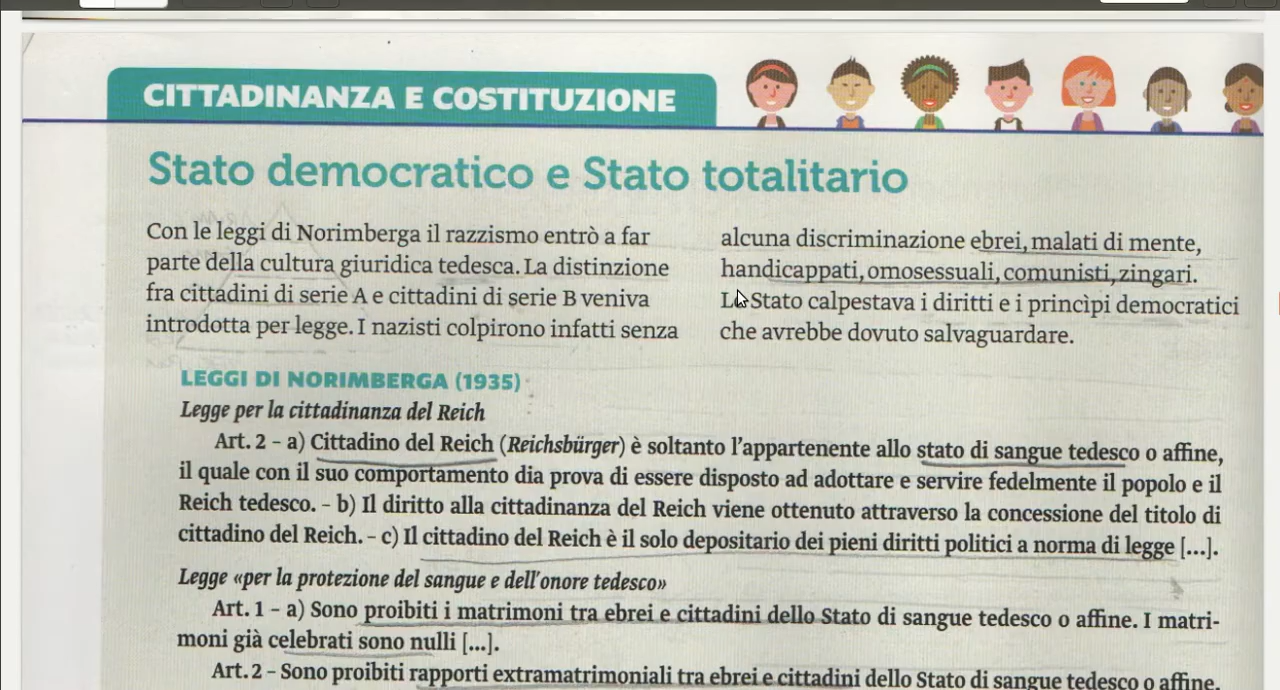 CITTADINANZA E COSTITUZIONE
Stato democratico e Stato totalitario
Con le leggi di Norimberga il razzismo entrò a far
parte della cultura giuridica tedesca. La distinzione
fra cittadini di serie A e cittadini di serie B veniva
introdotta per legge. I nazisti colpirono infatti senza
alcuna discriminazione ebrei, malati di mente,
handicappati, omosessuali, comunisti, zingari.
Lo Stato calpestava i diritti e i princìpi democratici
che avrebbe dovuto salvaguardare.
LEGGI DI NORIMBERGA (1935)
Legge per la cittadinanza del Reich
Art. 2 – a) Cittadino del Reich (Reichsbürger) è soltanto l'appartenente allo stato di sangue tedesco o affine,
il quale con il suo comportamento dia prova di essere disposto ad adottare e servire fedelmente il popolo e il
Reich tedesco. – b) Il diritto alla cittadinanza del Reich viene ottenuto attraverso la concessione del titolo di
cittadino del Reich. – c) Il cittadino del Reich è il solo depositario dei pieni diritti politici a norma di legge [...].
Legge «per la protezione del sangue e dell'onore tedesco»
Art. 1 – a) Sono proibiti i matrimoni tra ebrei e cittadini dello Stato di sangue tedesco o affine. I matri-
moni già celebrati sono nulli [...].
Art. 2 – Sono proibiti rapporti extramatrimoniali tra ebrei e cittadini dello Stato di sangue tedesco o affine.